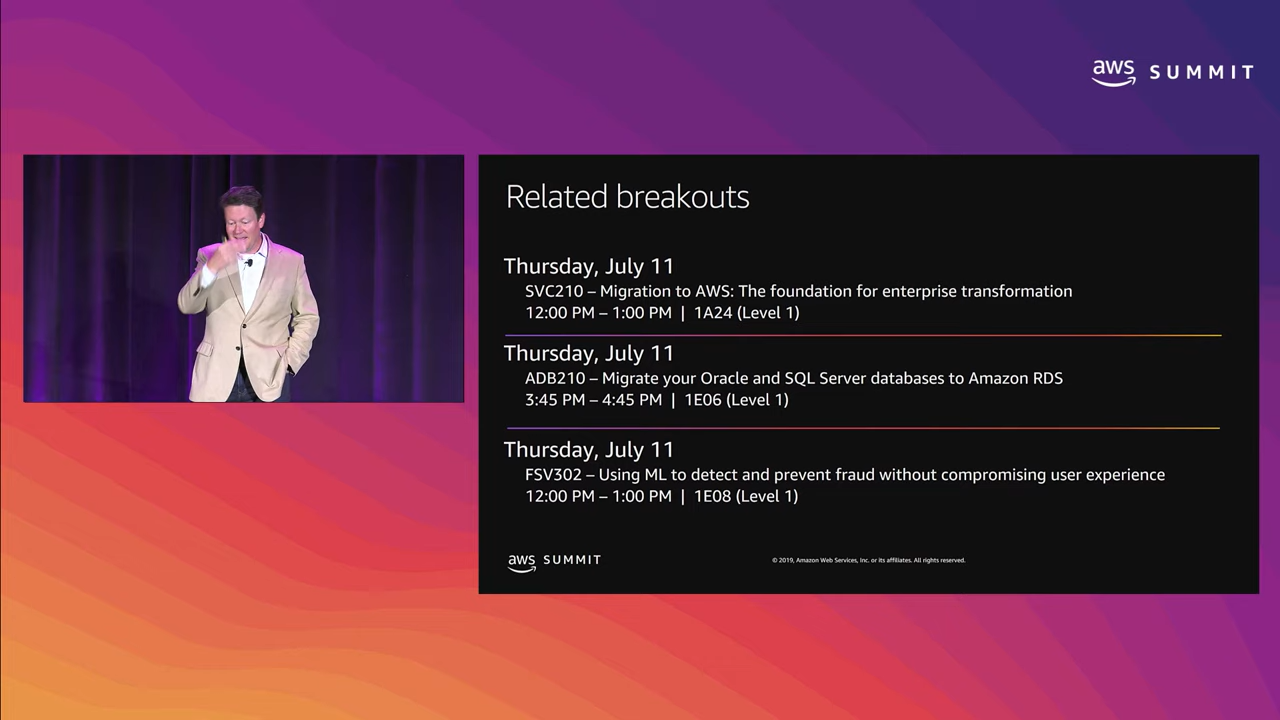 aws SUMMIT
Related breakouts
Thursday, July 11
SVC210 – Migration to AWS: The foundation for enterprise transformation
12:00 PM – 1:00 PM | 1A24 (Level 1)
Thursday, July 11
ADB210 – Migrate your Oracle and SQL Server databases to Amazon RDS
3:45 PM – 4:45 PM | 1E06 (Level 1)
Thursday, July 11
FSV302 – Using ML to detect and prevent fraud without compromising user experience
12:00 PM – 1:00 PM | 1E08 (Level 1)
aws SUMMIT
© 2019, Amazon Web Services, Inc. or its affiliates. All rights reserved.